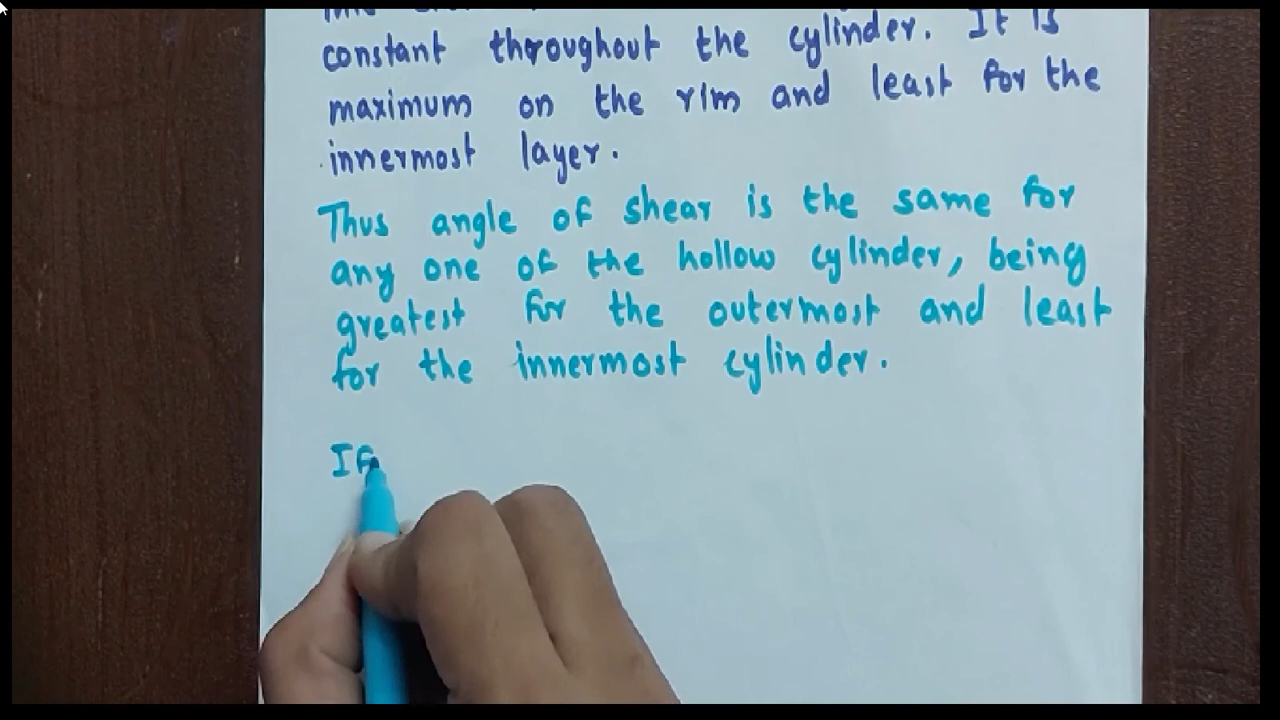 constant throughout the cylinder. It is
maximum on the rim and least for the
innermost layer.
Thus angle of shear is the same for
any one of the hollow cylinder, being
greatest for the outermost and least
for the innermost cylinder.
If